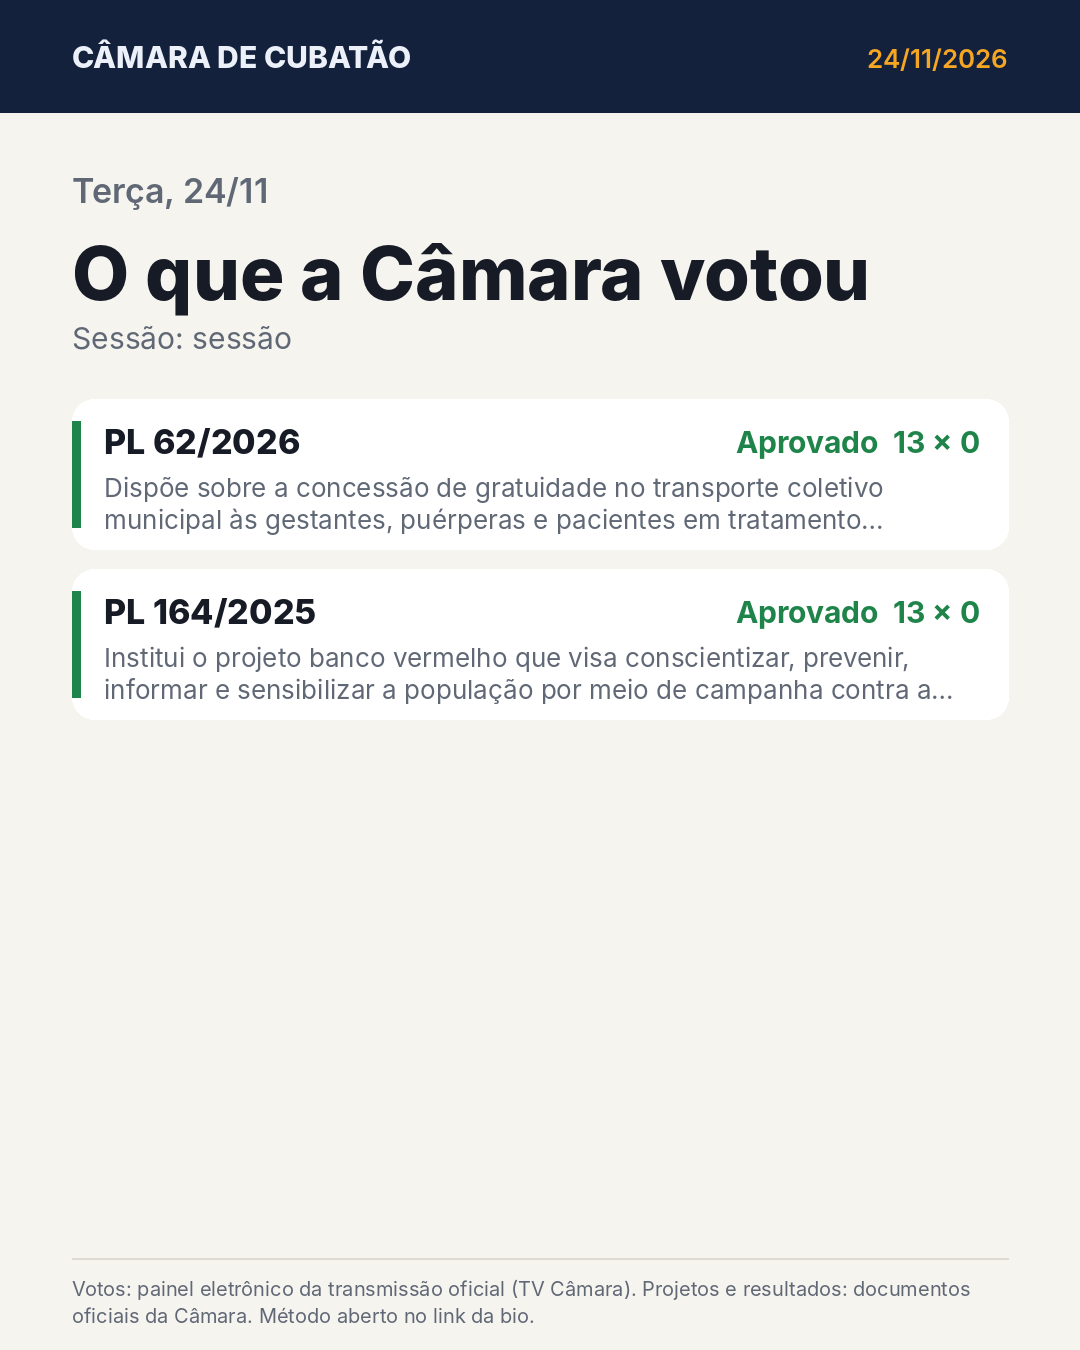 CÂMARA DE CUBATÃO
24/11/2026
Terça, 24/11
O que a Câmara votou
Sessão: sessão
PL 62/2026
Aprovado 13 × 0
Dispõe sobre a concessão de gratuidade no transporte coletivo
municipal às gestantes, puérperas e pacientes em tratamento...
PL 164/2025
Aprovado 13 × 0
Institui o projeto banco vermelho que visa conscientizar, prevenir,
informar e sensibilizar a população por meio de campanha contra a...
Votos: painel eletrônico da transmissão oficial (TV Câmara). Projetos e resultados: documentos
oficiais da Câmara. Método aberto no link da bio.